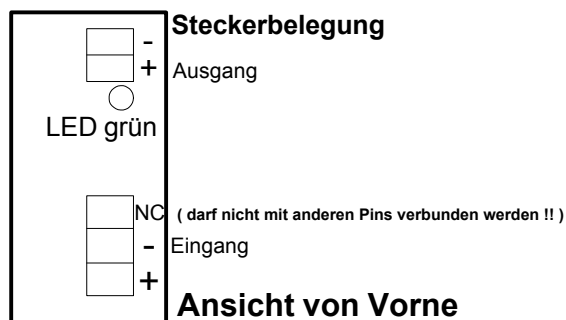 Steckerbelegung
-
+ Ausgang
LED grün
NC ( darf nicht mit anderen Pins verbunden werden !! )
- Eingang
+
Ansicht von Vorne